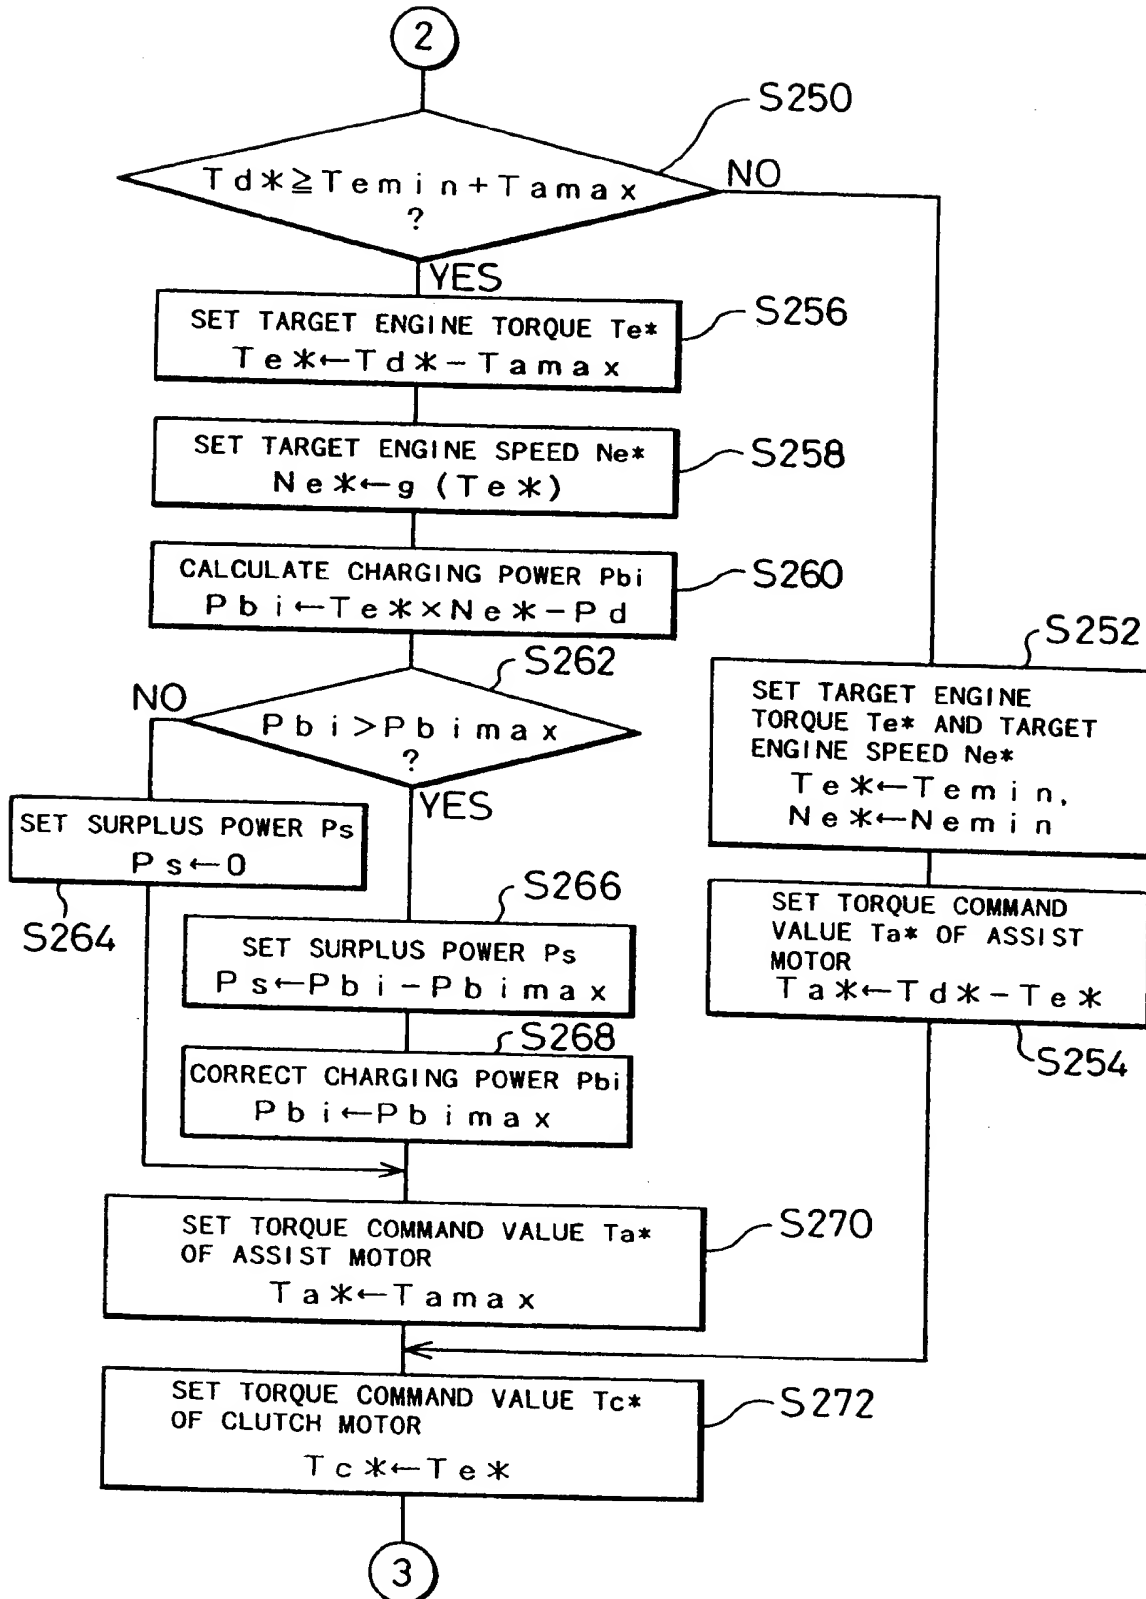 2
S250
Td*≧Temin+Tamax
?
NO
YES
SET TARGET ENGINE TORQUE Te*
Te*←Td*-Tamax
S256
SET TARGET ENGINE SPEED Ne*
Ne*←g (Te*)
S258
CALCULATE CHARGING POWER Pbi
Pbi←Te*×Ne*-Pd
S260
S262
NO
Pbi>Pbimax
?
YES
S252
SET TARGET ENGINE
TORQUE Te* AND TARGET
ENGINE SPEED Ne*
Te*←Temin,
Ne*←Nemin
SET SURPLUS POWER Ps
Ps←0
S264
S266
SET SURPLUS POWER Ps
Ps←Pbi-Pbimax
SET TORQUE COMMAND
VALUE Ta* OF ASSIST
MOTOR
Ta*←Td*-Te*
S254
S268
CORRECT CHARGING POWER Pbi
Pbi←Pbimax
SET TORQUE COMMAND VALUE Ta*
OF ASSIST MOTOR
Ta*←Tamax
S270
SET TORQUE COMMAND VALUE Tc*
OF CLUTCH MOTOR
Tc*←Te*
S272
3